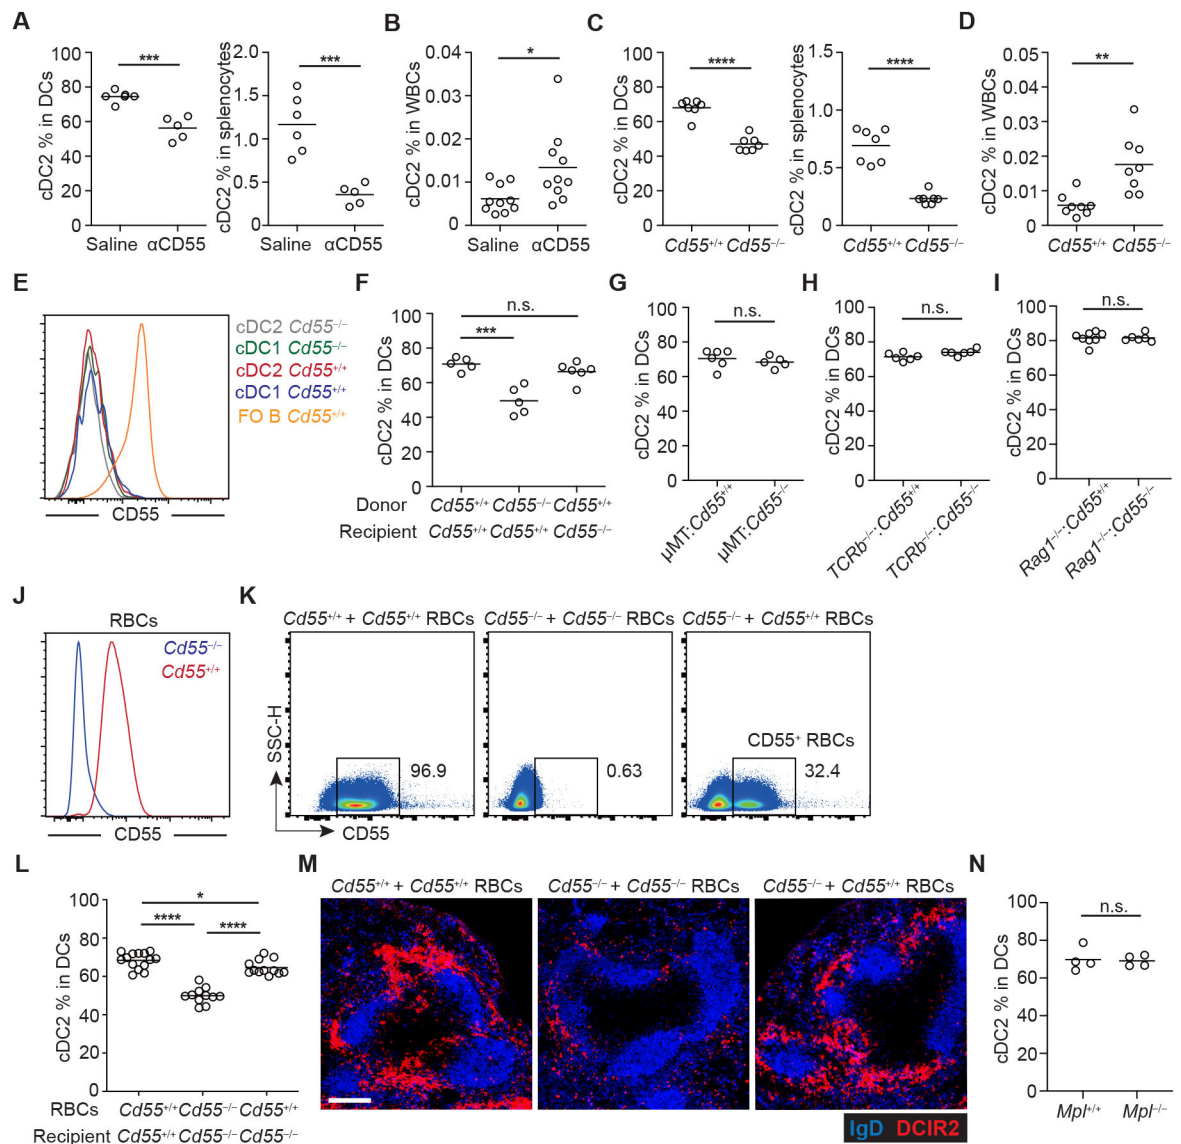 A
cDC2 % in DCs
100
80
60
40
20
0
***
Saline
αCD55
cDC2 % in splenocytes
2.0
1.5
1.0
0.5
0
***
Saline
αCD55
B
cDC2 % in WBCs
0.04
0.03
0.02
0.01
0
*
Saline
αCD55
C
cDC2 % in DCs
100
80
60
40
20
0
****
Cd55+/+ Cd55–/–
cDC2 % in splenocytes
1.5
1.0
0.5
0
****
Cd55+/+ Cd55–/–
D
cDC2 % in WBCs
0.05
0.04
0.03
0.02
0.01
0
**
Cd55+/+ Cd55–/–
E
cDC2 Cd55–/–
cDC1 Cd55–/–
cDC2 Cd55+/+
cDC1 Cd55+/+
FO B Cd55+/+
CD55
F
cDC2 % in DCs
100
80
60
40
20
0
n.s.
***
Donor Cd55+/+ Cd55–/– Cd55+/+
Recipient Cd55+/+ Cd55+/+ Cd55–/–
G
cDC2 % in DCs
100
80
60
40
20
0
n.s.
µMT:Cd55+/+
µMT:Cd55–/–
H
cDC2 % in DCs
100
80
60
40
20
0
n.s.
TCRb–/–:Cd55+/+
TCRb–/–:Cd55–/–
I
cDC2 % in DCs
100
80
60
40
20
0
n.s.
Rag1–/–:Cd55+/+
Rag1–/–:Cd55–/–
J
RBCs
Cd55–/–
Cd55+/+
CD55
K
Cd55+/+ + Cd55+/+ RBCs
Cd55–/– + Cd55–/– RBCs
Cd55–/– + Cd55+/+ RBCs
SSC-H
CD55
96.9
0.63
CD55+ RBCs
32.4
L
cDC2 % in DCs
100
80
60
40
20
0
*
**** ****
RBCs Cd55+/+ Cd55–/– Cd55+/+
Recipient Cd55+/+ Cd55–/– Cd55–/–
M
Cd55+/+ + Cd55+/+ RBCs
Cd55–/– + Cd55–/– RBCs
Cd55–/– + Cd55+/+ RBCs
IgD DCIR2
N
cDC2 % in DCs
100
80
60
40
20
0
n.s.
Mpl+/+
Mpl–/–